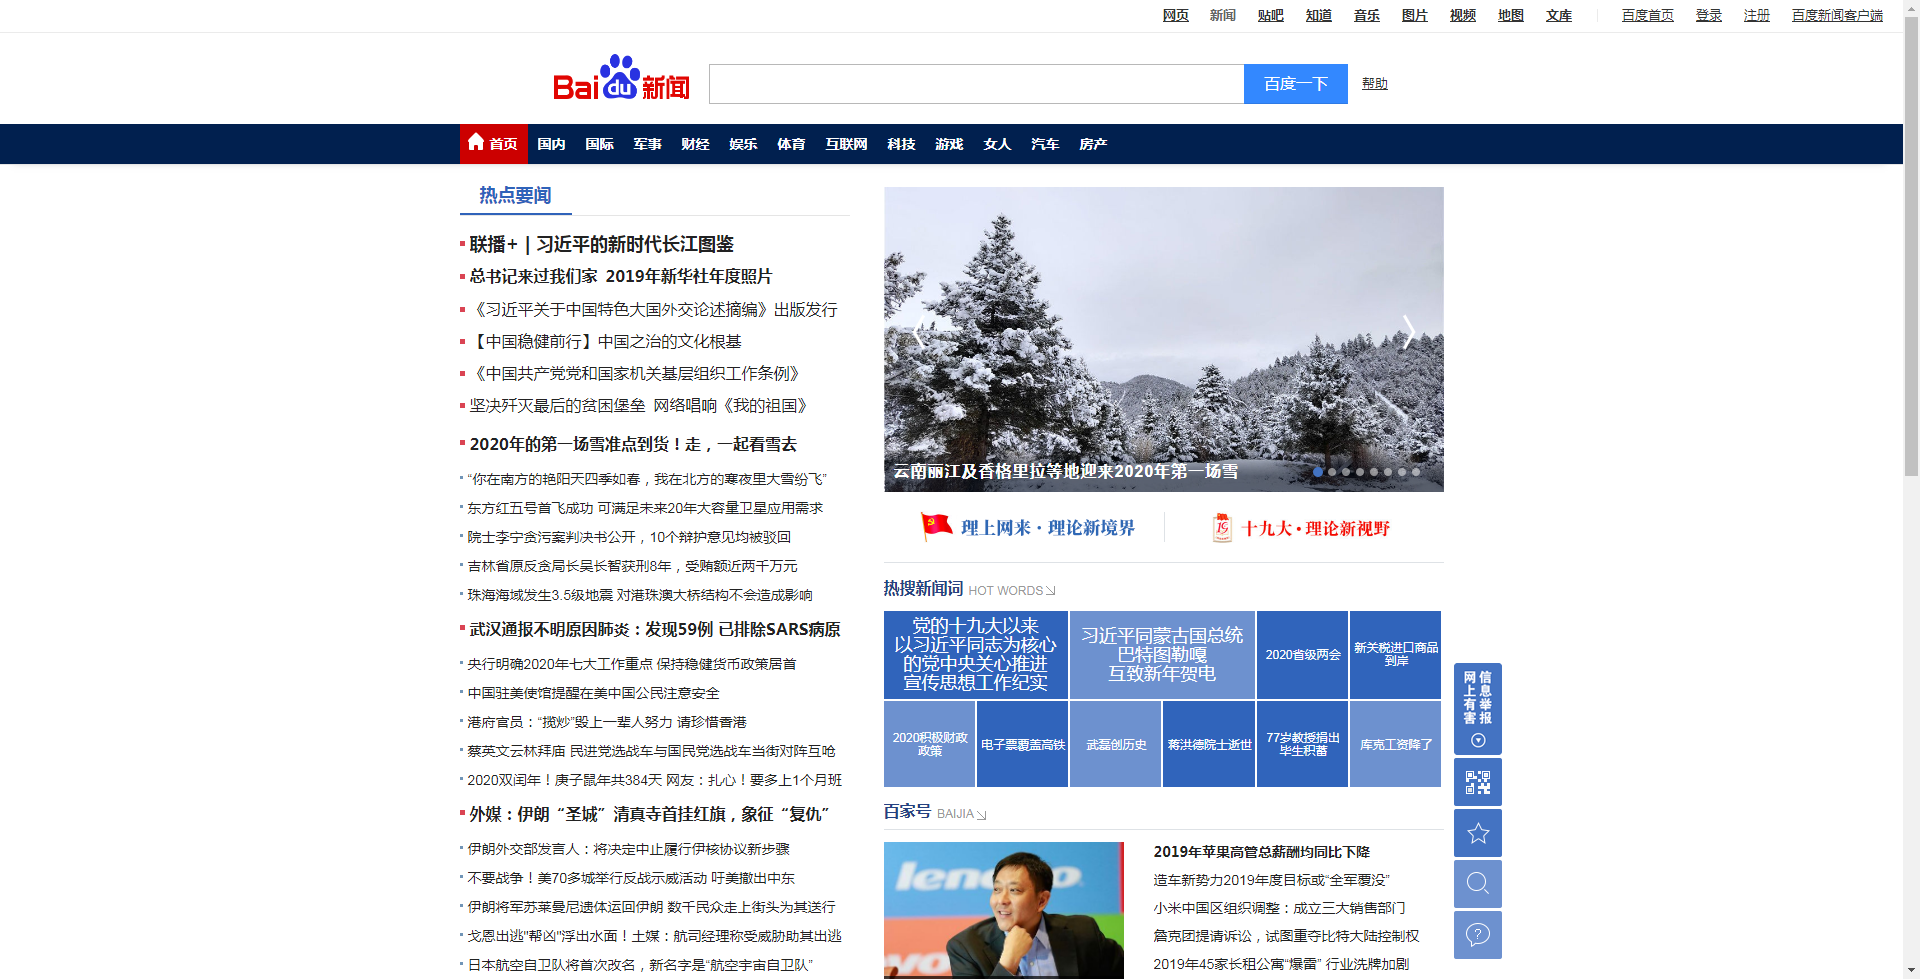 网页 新闻 贴吧 知道 音乐 图片 视频 地图 文库 百度首页 登录 注册 百度新闻客户端
Bai du 新闻
百度一下 帮助
首页 国内 国际 军事 财经 娱乐 体育 互联网 科技 游戏 女人 汽车 房产
热点要闻
联播+ | 习近平的新时代长江图鉴
总书记来过我们家 2019年新华社年度照片
《习近平关于中国特色大国外交论述摘编》出版发行
【中国稳健前行】中国之治的文化根基
《中国共产党党和国家机关基层组织工作条例》
坚决歼灭最后的贫困堡垒 网络唱响《我的祖国》
2020年的第一场雪准点到货！走，一起看雪去
“你在南方的艳阳天四季如春，我在北方的寒夜里大雪纷飞”
东方红五号首飞成功 可满足未来20年大容量卫星应用需求
院士李宁贪污案判决书公开，10个辩护意见均被驳回
吉林省原反贪局长吴长智获刑8年，受贿额近两千万元
珠海海域发生3.5级地震 对港珠澳大桥结构不会造成影响
武汉通报不明原因肺炎：发现59例 已排除SARS病原
央行明确2020年七大工作重点 保持稳健货币政策居首
中国驻美使馆提醒在美中国公民注意安全
港府官员：“揽炒”毁上一辈人努力 请珍惜香港
蔡英文云林拜庙 民进党选战车与国民党选战车当街对阵互呛
2020双闰年！庚子鼠年共384天 网友：扎心！要多上1个月班
外媒：伊朗“圣城”清真寺首挂红旗，象征“复仇”
伊朗外交部发言人：将决定中止履行伊核协议新步骤
不要战争！美70多城举行反战示威活动 吁美撤出中东
伊朗将军苏莱曼尼遗体运回伊朗 数千民众走上街头为其送行
戈恩出逃"帮凶"浮出水面！土媒：航司经理称受威胁助其出逃
日本航空自卫队将首次改名，新名字是“航空宇宙自卫队”
云南丽江及香格里拉等地迎来2020年第一场雪
理上网来·理论新境界
19 十九大·理论新视野
热搜新闻词 HOT WORDS
党的十九大以来
以习近平同志为核心
的党中央关心推进
宣传思想工作纪实
习近平同蒙古国总统
巴特图勒嘎
互致新年贺电
2020省级两会
新关税进口商品
到岸
2020积极财政
政策
电子票覆盖高铁
武磊创历史
蒋洪德院士逝世
77岁教授捐出
毕生积蓄
库克工资降了
百家号 BAIJIA
lenovo
2019年苹果高管总薪酬均同比下降
造车新势力2019年度目标或“全军覆没”
小米中国区组织调整：成立三大销售部门
詹克团提请诉讼，试图重夺比特大陆控制权
2019年45家长租公寓“爆雷” 行业洗牌加剧
网上有害
信息举报